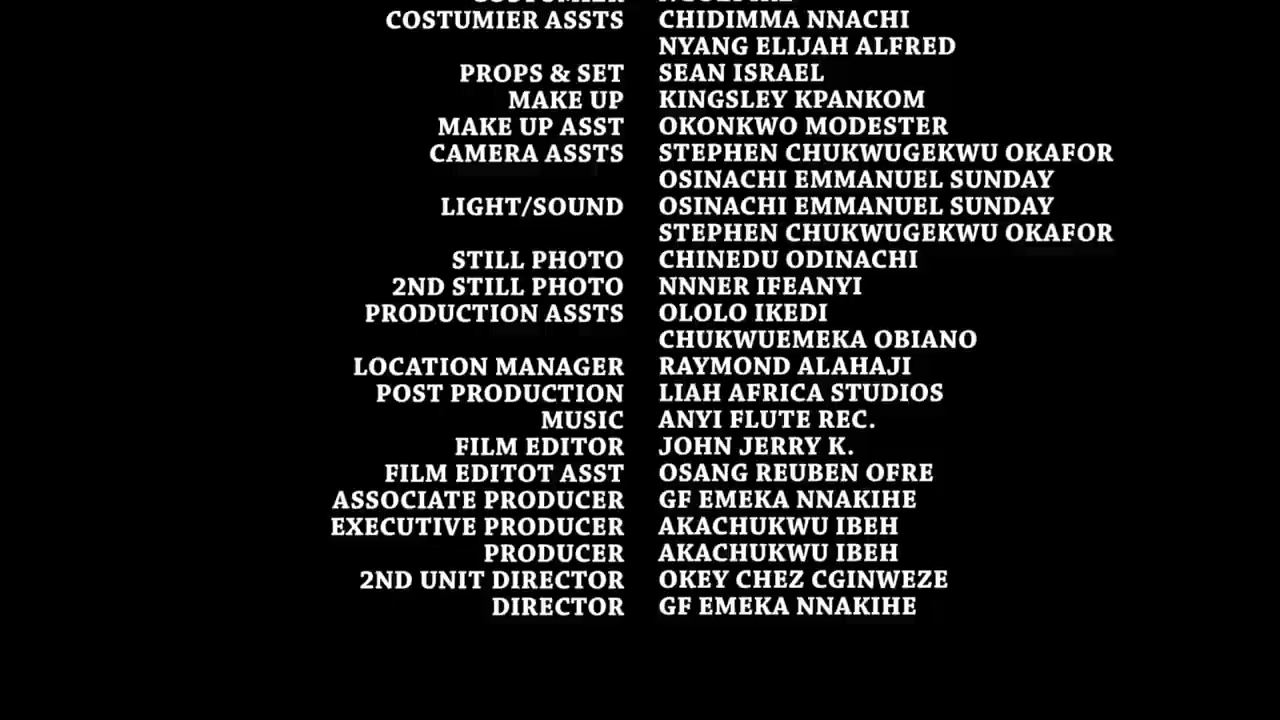 COSTUMIER
COSTUMIER ASSTS CHIDIMMA NNACHI
NYANG ELIJAH ALFRED
PROPS & SET SEAN ISRAEL
MAKE UP KINGSLEY KPANKOM
MAKE UP ASST OKONKWO MODESTER
CAMERA ASSTS STEPHEN CHUKWUGEKWU OKAFOR
OSINACHI EMMANUEL SUNDAY
LIGHT/SOUND OSINACHI EMMANUEL SUNDAY
STEPHEN CHUKWUGEKWU OKAFOR
STILL PHOTO CHINEDU ODINACHI
2ND STILL PHOTO NNNER IFEANYI
PRODUCTION ASSTS OLOLO IKEDI
CHUKWUEMEKA OBIANO
LOCATION MANAGER RAYMOND ALAHAJI
POST PRODUCTION LIAH AFRICA STUDIOS
MUSIC ANYI FLUTE REC.
FILM EDITOR JOHN JERRY K.
FILM EDITOT ASST OSANG REUBEN OFRE
ASSOCIATE PRODUCER GF EMEKA NNAKIHE
EXECUTIVE PRODUCER AKACHUKWU IBEH
PRODUCER AKACHUKWU IBEH
2ND UNIT DIRECTOR OKEY CHEZ CGINWEZE
DIRECTOR GF EMEKA NNAKIHE